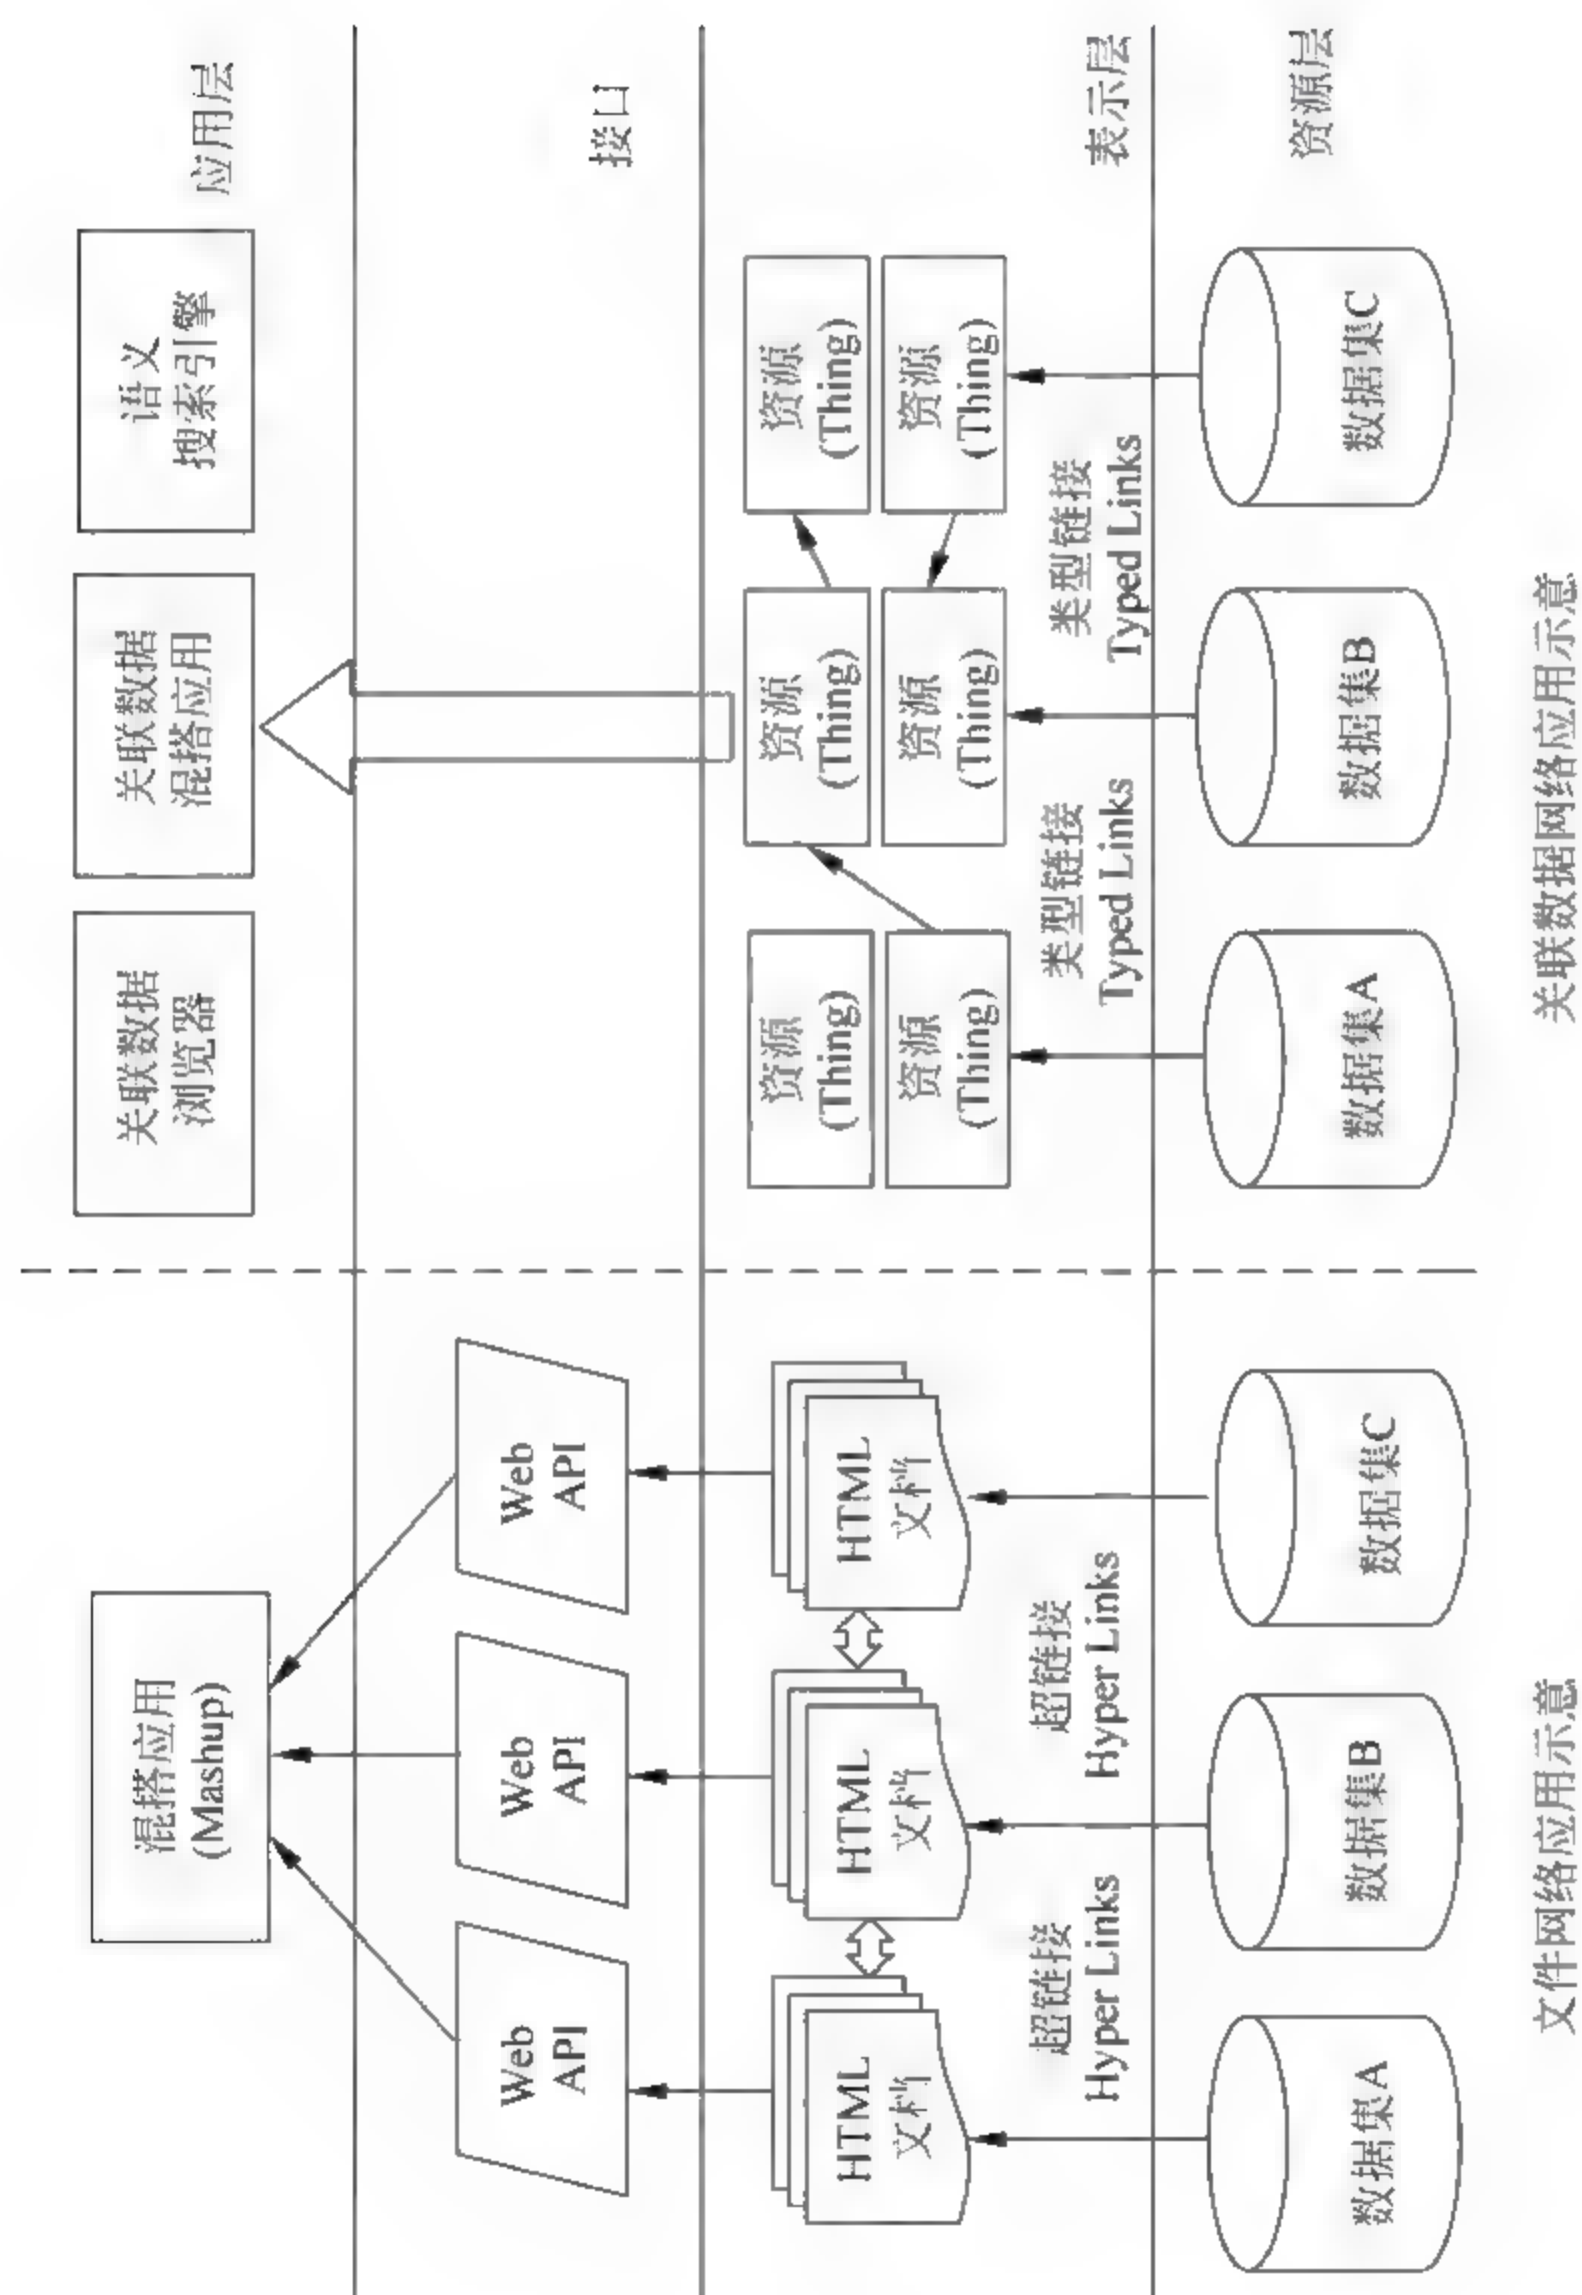 混搭应用
(Mashup)
关联数据
浏览器
关联数据
混搭应用
语义
搜索引擎
应用层
Web
API
Web
API
Web
API
接口
HTML
文档
HTML
文档
HTML
文档
超链接
Hyper Links
超链接
Hyper Links
资源
(Thing)
资源
(Thing)
资源
(Thing)
资源
(Thing)
资源
(Thing)
资源
(Thing)
类型链接
Typed Links
类型链接
Typed Links
表示层
数据集A
数据集B
数据集C
数据集A
数据集B
数据集C
资源层
文件网络应用示意
关联数据网络应用示意